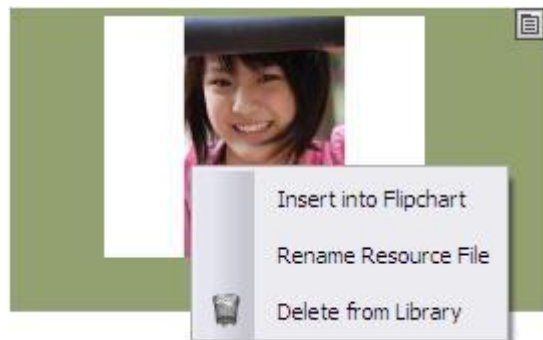 Insert into Flipchart
Rename Resource File
Delete from Library